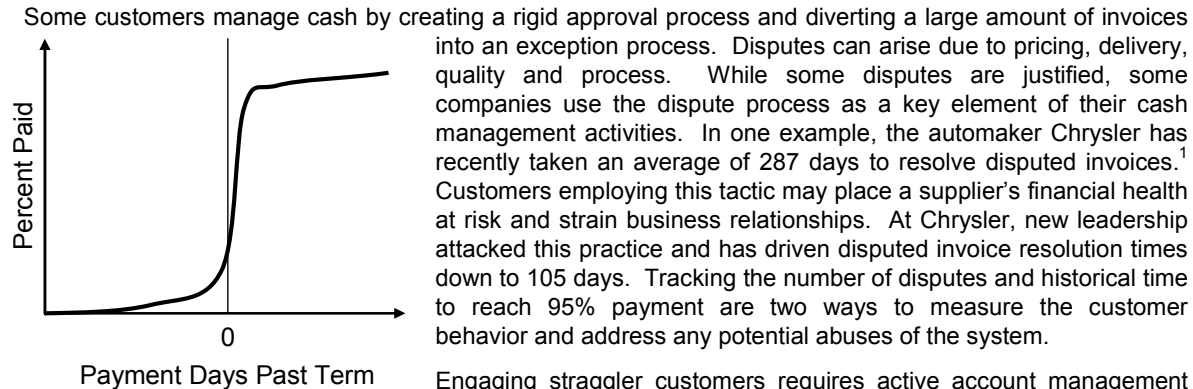 Some customers manage cash by creating a rigid approval process and diverting a large amount of invoices
into an exception process. Disputes can arise due to pricing, delivery,
quality and process. While some disputes are justified, some
companies use the dispute process as a key element of their cash
management activities. In one example, the automaker Chrysler has
recently taken an average of 287 days to resolve disputed invoices.1
Customers employing this tactic may place a supplier's financial health
at risk and strain business relationships. At Chrysler, new leadership
attacked this practice and has driven disputed invoice resolution times
down to 105 days. Tracking the number of disputes and historical time
to reach 95% payment are two ways to measure the customer
behavior and address any potential abuses of the system.
Engaging straggler customers requires active account management
Percent Paid
0
Payment Days Past Term